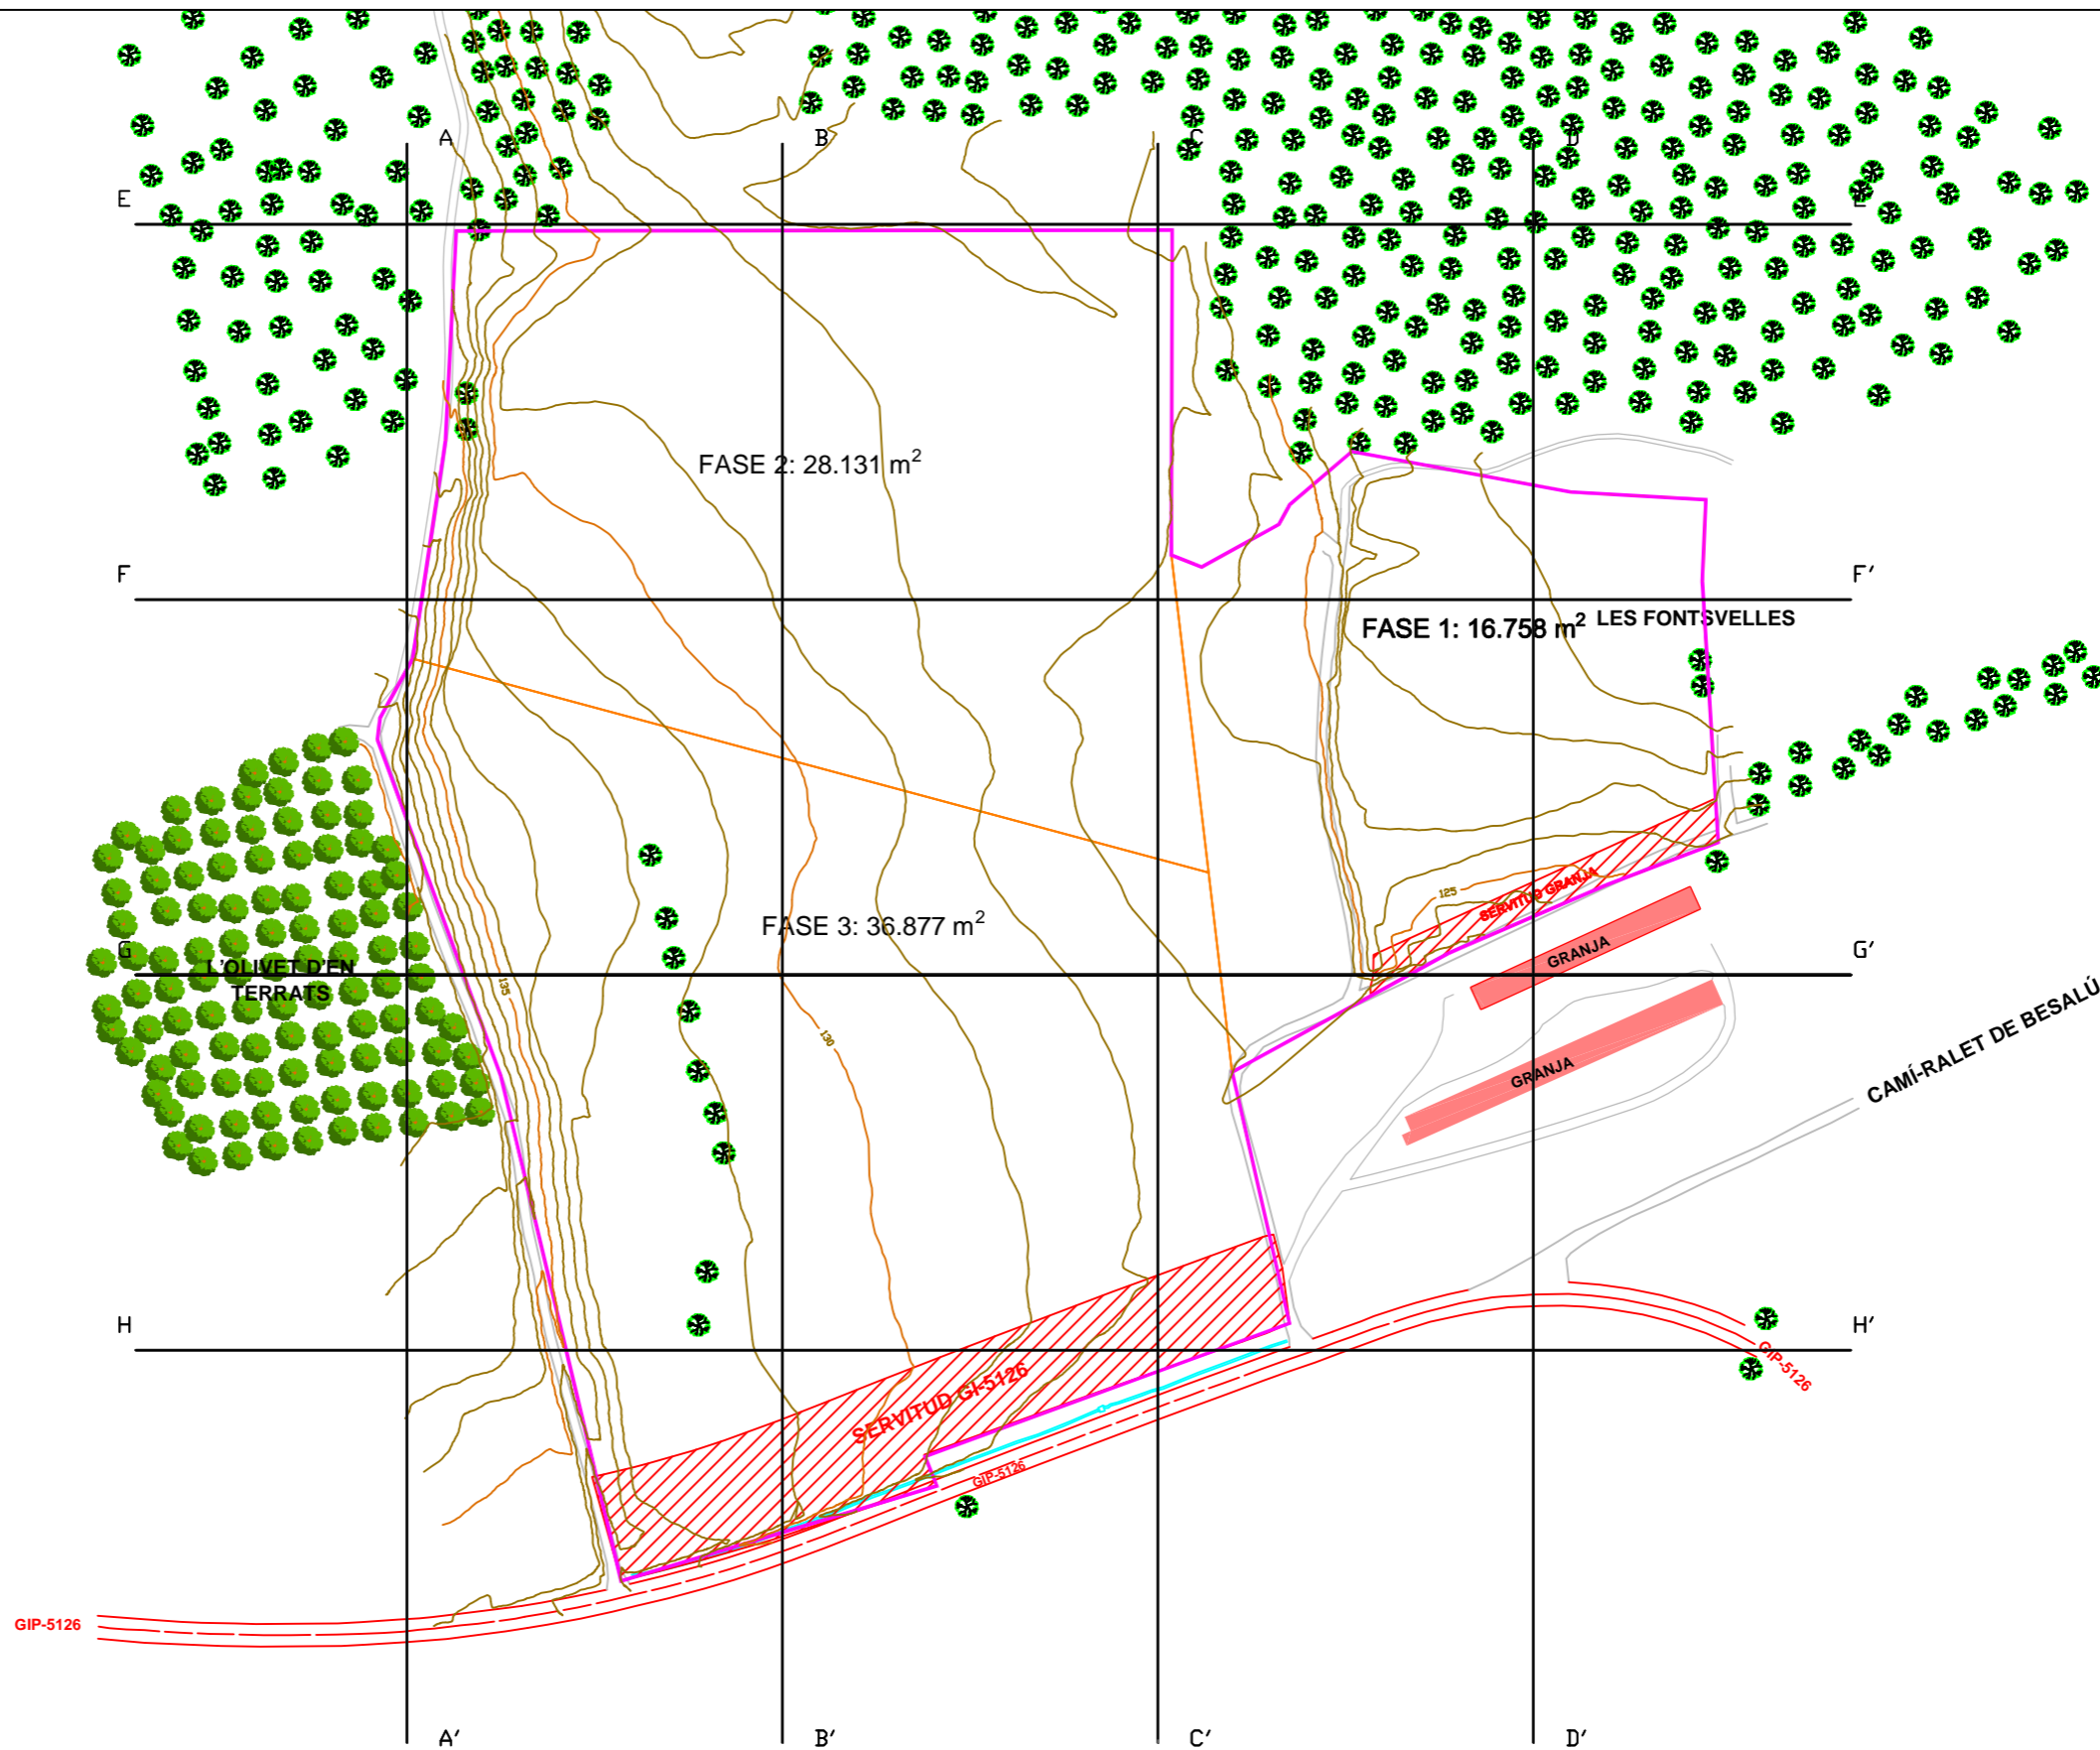 A
B
C
D
E
E'
FASE 2: 28.131 m²
F
F'
FASE 1: 16.758 m²
LES FONTSVELLES
125
SERVITUD GRANJA
FASE 3: 36.877 m²
GRANJA
G
G'
L'OLIVET D'EN
TERRATS
135
130
GRANJA
CAMÍ-RALET DE BESALÚ
H
H'
GIP-5126
SERVITUD GI-5126
GIP-5126
GIP-5126
A'
B'
C'
D'